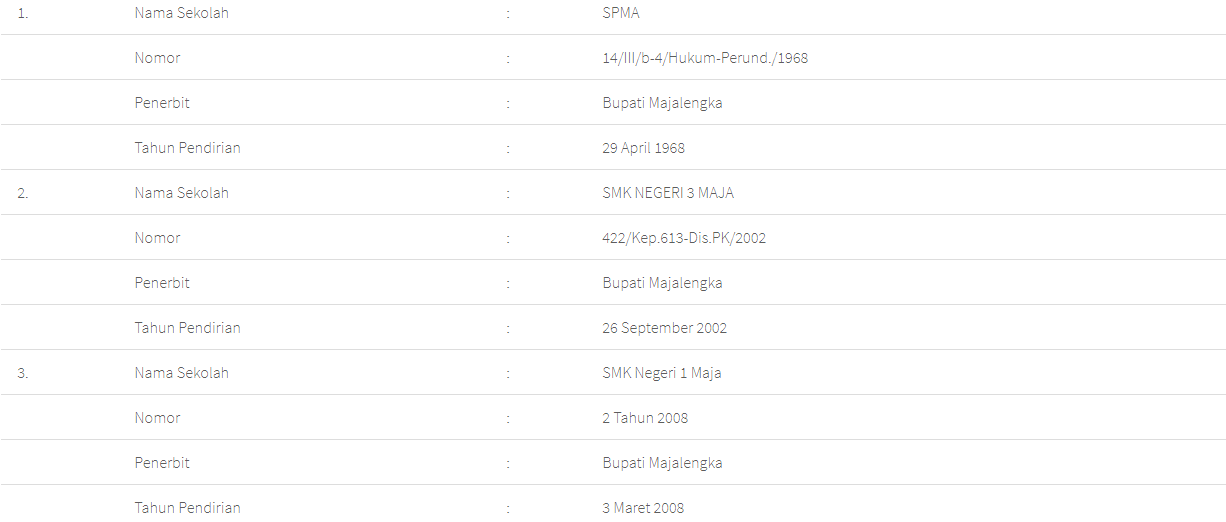 1. Nama Sekolah : SPMA
Nomor : 14/III/b-4/Hukum-Perund./1968
Penerbit : Bupati Majalengka
Tahun Pendirian : 29 April 1968
2. Nama Sekolah : SMK NEGERI 3 MAJA
Nomor : 422/Kep.613-Dis.PK/2002
Penerbit : Bupati Majalengka
Tahun Pendirian : 26 September 2002
3. Nama Sekolah : SMK Negeri 1 Maja
Nomor : 2 Tahun 2008
Penerbit : Bupati Majalengka
Tahun Pendirian : 3 Maret 2008